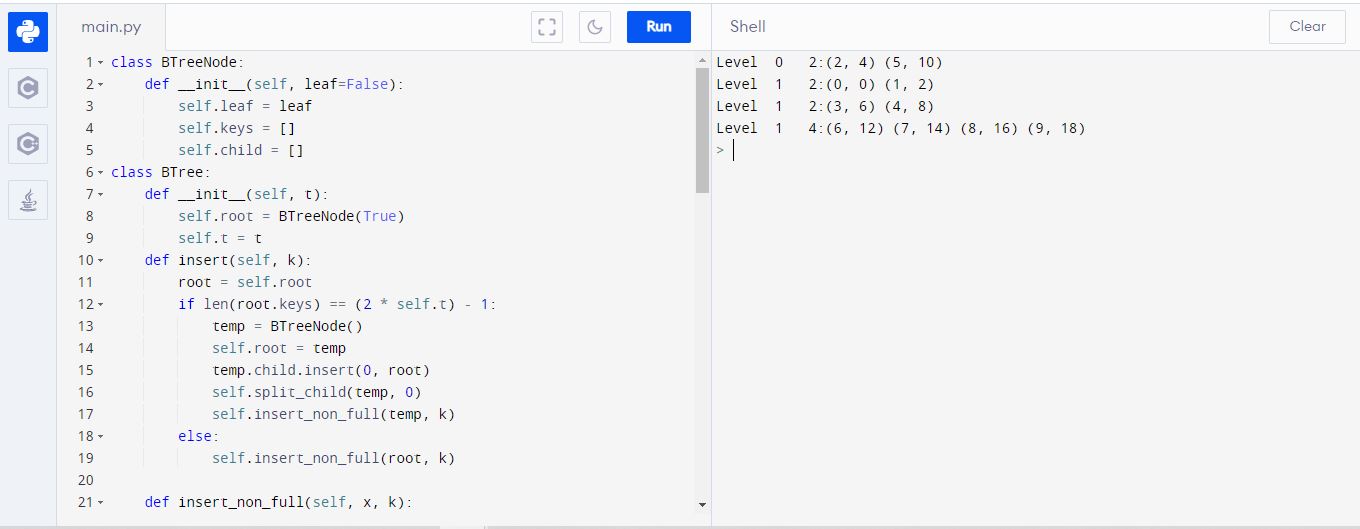 main.py
Run
Shell
Clear
1 class BTreeNode:
2     def __init__(self, leaf=False):
3         self.leaf = leaf
4         self.keys = []
5         self.child = []
6 class BTree:
7     def __init__(self, t):
8         self.root = BTreeNode(True)
9         self.t = t
10     def insert(self, k):
11         root = self.root
12         if len(root.keys) == (2 * self.t) - 1:
13             temp = BTreeNode()
14             self.root = temp
15             temp.child.insert(0, root)
16             self.split_child(temp, 0)
17             self.insert_non_full(temp, k)
18         else:
19             self.insert_non_full(root, k)
20
21     def insert_non_full(self, x, k):
Level  0   2:(2, 4) (5, 10)
Level  1   2:(0, 0) (1, 2)
Level  1   2:(3, 6) (4, 8)
Level  1   4:(6, 12) (7, 14) (8, 16) (9, 18)
>